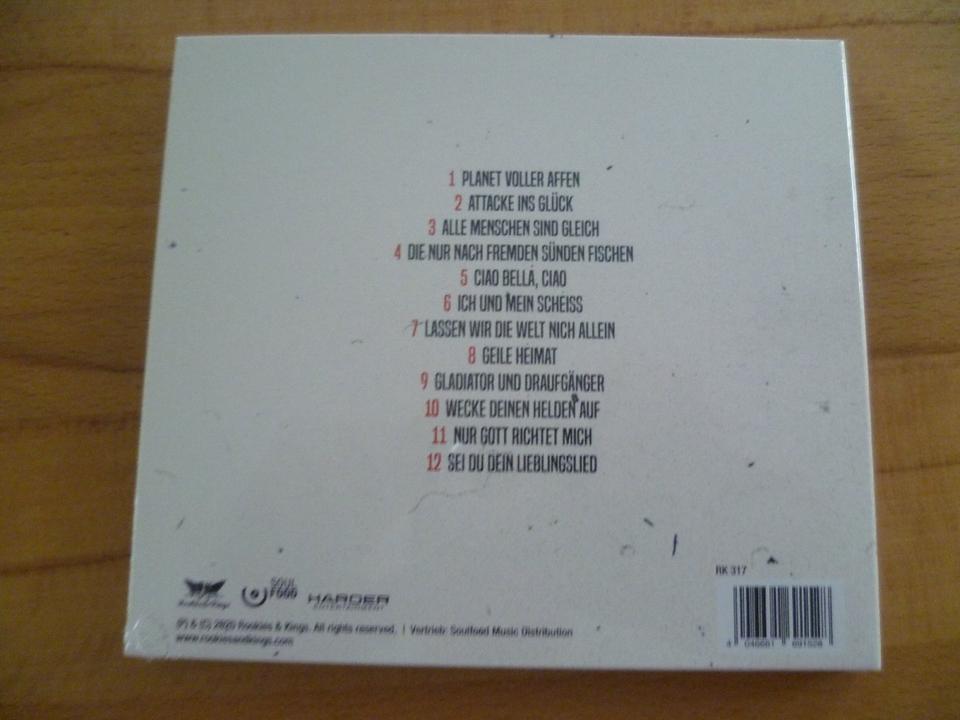 1 PLANET VOLLER AFFEN
2 ATTACKE INS GLÜCK
3 ALLE MENSCHEN SIND GLEICH
4 DIE NUR NACH FREMDEN SÜNDEN FISCHEN
5 CIAO BELLA, CIAO
6 ICH UND MEIN SCHEISS
7 LASSEN WIR DIE WELT NICH ALLEIN
8 GEILE HEIMAT
9 GLADIATOR UND DRAUFGÄNGER
10 WECKE DEINEN HELDEN AUF
11 NUR GOTT RICHTET MICH
12 SEI DU DEIN LIEBLINGSLIED
RK 317
Rookies & Kings
SOUL FOOD
HARDER
ENTERTAINMENT
(P) & (C) 2020 Rookies & Kings. All rights reserved. | Vertrieb: Soulfood Music Distribution
www.rookiesandkings.com